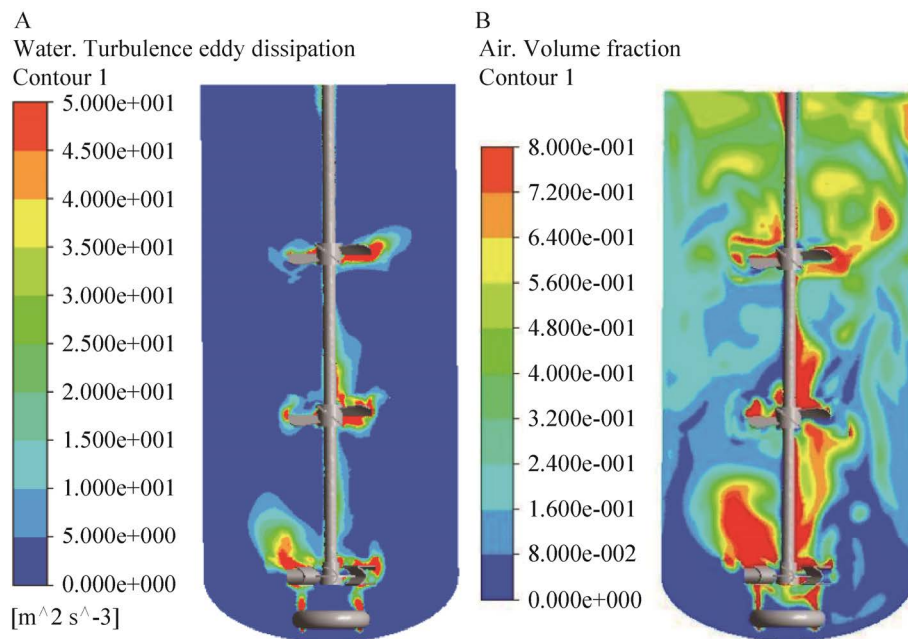 A
Water. Turbulence eddy dissipation
Contour 1
5.000e+001
4.500e+001
4.000e+001
3.500e+001
3.000e+001
2.500e+001
2.000e+001
1.500e+001
1.000e+001
5.000e+000
0.000e+000
[m^2 s^-3]
B
Air. Volume fraction
Contour 1
8.000e-001
7.200e-001
6.400e-001
5.600e-001
4.800e-001
4.000e-001
3.200e-001
2.400e-001
1.600e-001
8.000e-002
0.000e+000